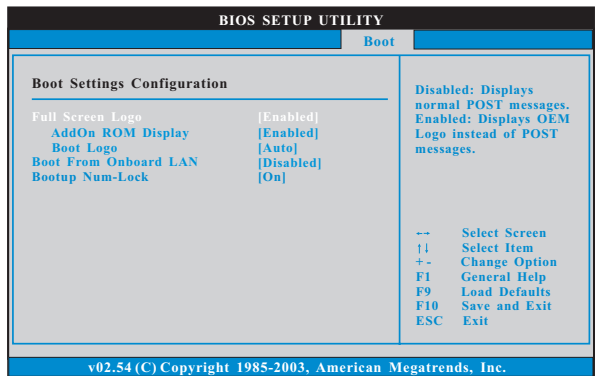 BIOS SETUP UTILITY
Boot
Boot Settings Configuration
Full Screen Logo [Enabled]
AddOn ROM Display [Enabled]
Boot Logo [Auto]
Boot From Onboard LAN [Disabled]
Bootup Num-Lock [On]
Disabled: Displays
normal POST messages.
Enabled: Displays OEM
Logo instead of POST
messages.
←→ Select Screen
↑↓ Select Item
+ - Change Option
F1 General Help
F9 Load Defaults
F10 Save and Exit
ESC Exit
v02.54 (C) Copyright 1985-2003, American Megatrends, Inc.